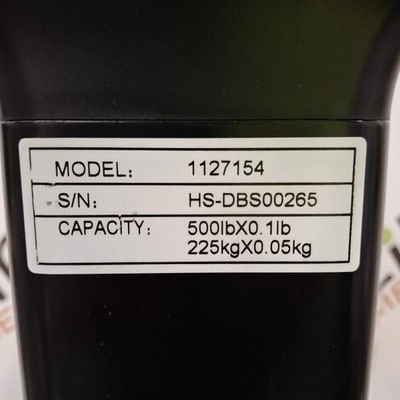 MODEL: 1127154
S/N: HS-DBS00265
CAPACITY: 500lbX0.1lb
225kgX0.05kg